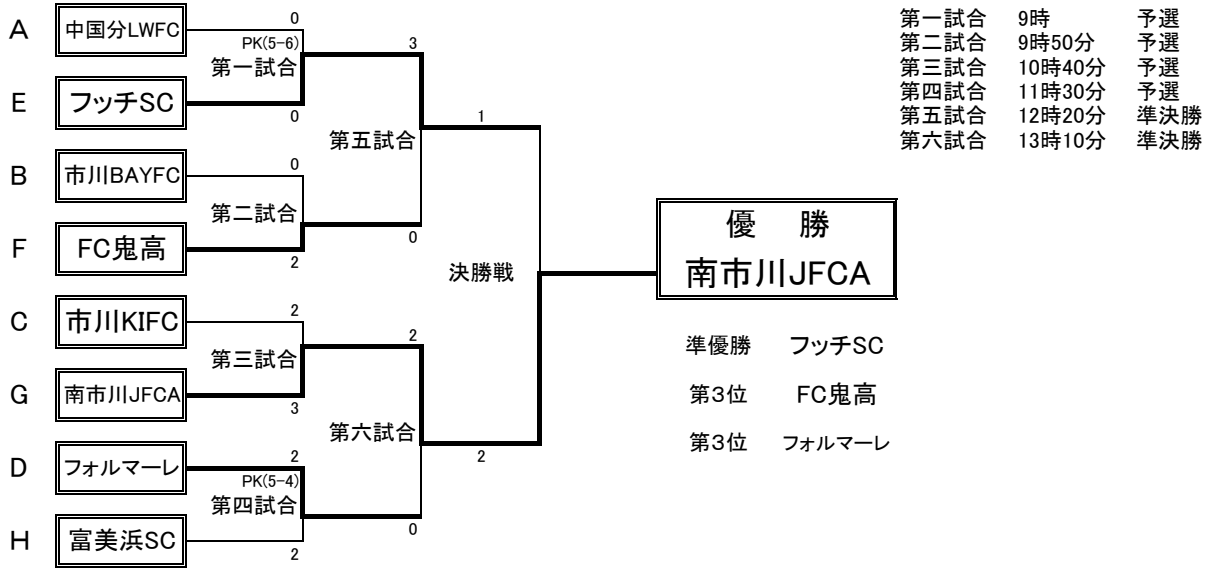 A 中国分LWFC 0
PK(5-6)
第一試合 3
E フッチSC 0
第五試合 1
B 市川BAYFC 0
第二試合
F FC鬼高 2 0
決勝戦
C 市川KIFC 2 2
第三試合
G 南市川JFCA 3
第六試合 2
D フォルマーレ 2
PK(5-4)
第四試合 0
H 富美浜SC 2
第一試合 9時 予選
第二試合 9時50分 予選
第三試合 10時40分 予選
第四試合 11時30分 予選
第五試合 12時20分 準決勝
第六試合 13時10分 準決勝
優 勝
南市川JFCA
準優勝 フッチSC
第3位 FC鬼高
第3位 フォルマーレ